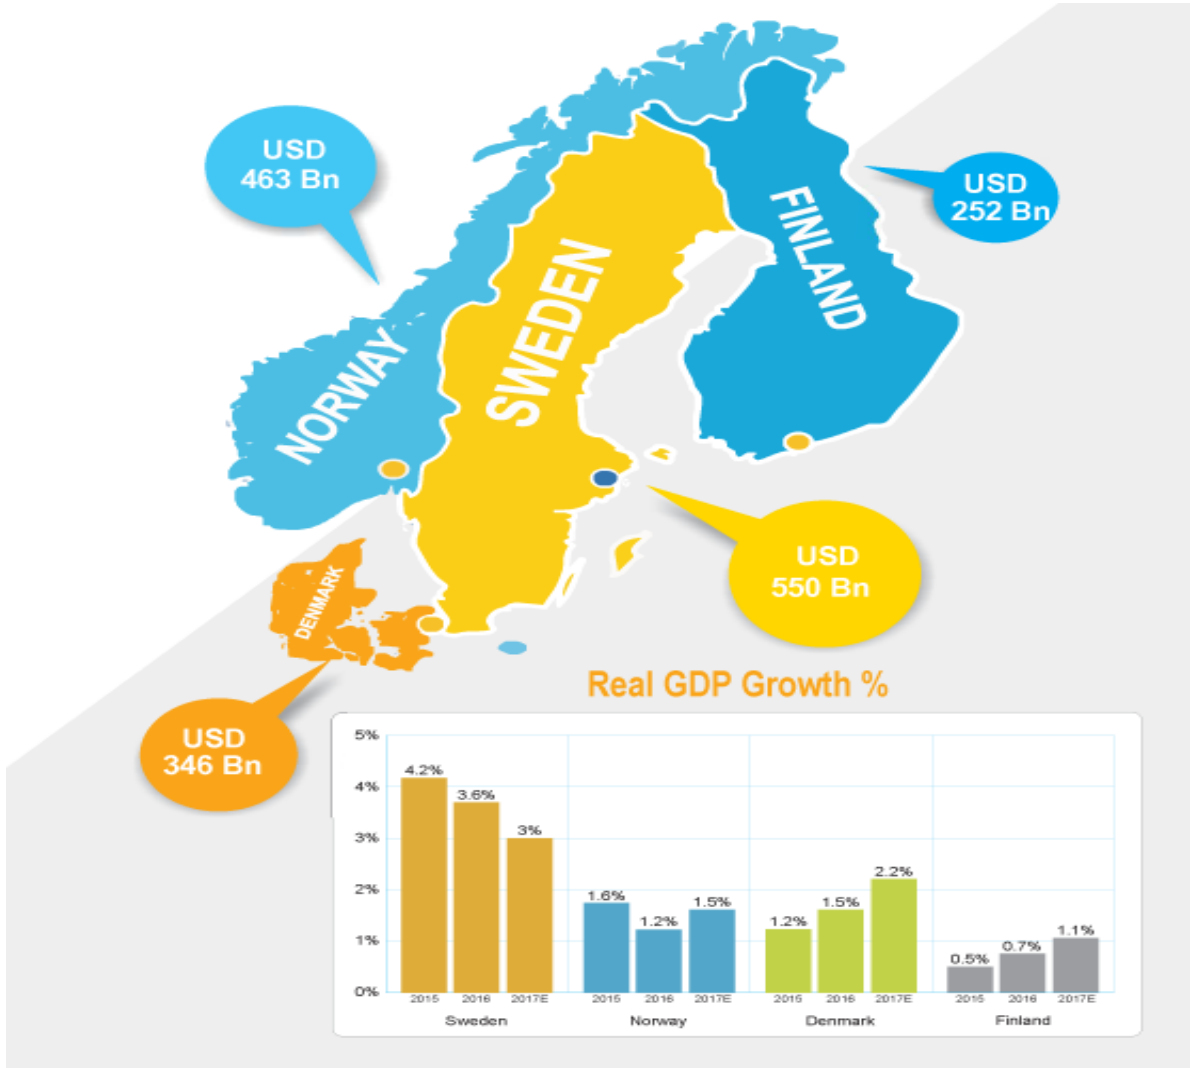 USD
463 Bn
USD
252 Bn
FINLAND
SWEDEN
NORWAY
USD
550 Bn
DENMARK
USD
346 Bn
Real GDP Growth %
5%
4%
3%
2%
1%
0%
4.2%
3.6%
3%
1.6%
1.2%
1.5%
1.2%
1.5%
2.2%
0.5%
0.7%
1.1%
2015 2016 2017E 2015 2016 2017E 2015 2016 2017E 2015 2016 2017E
Sweden Norway Denmark Finland